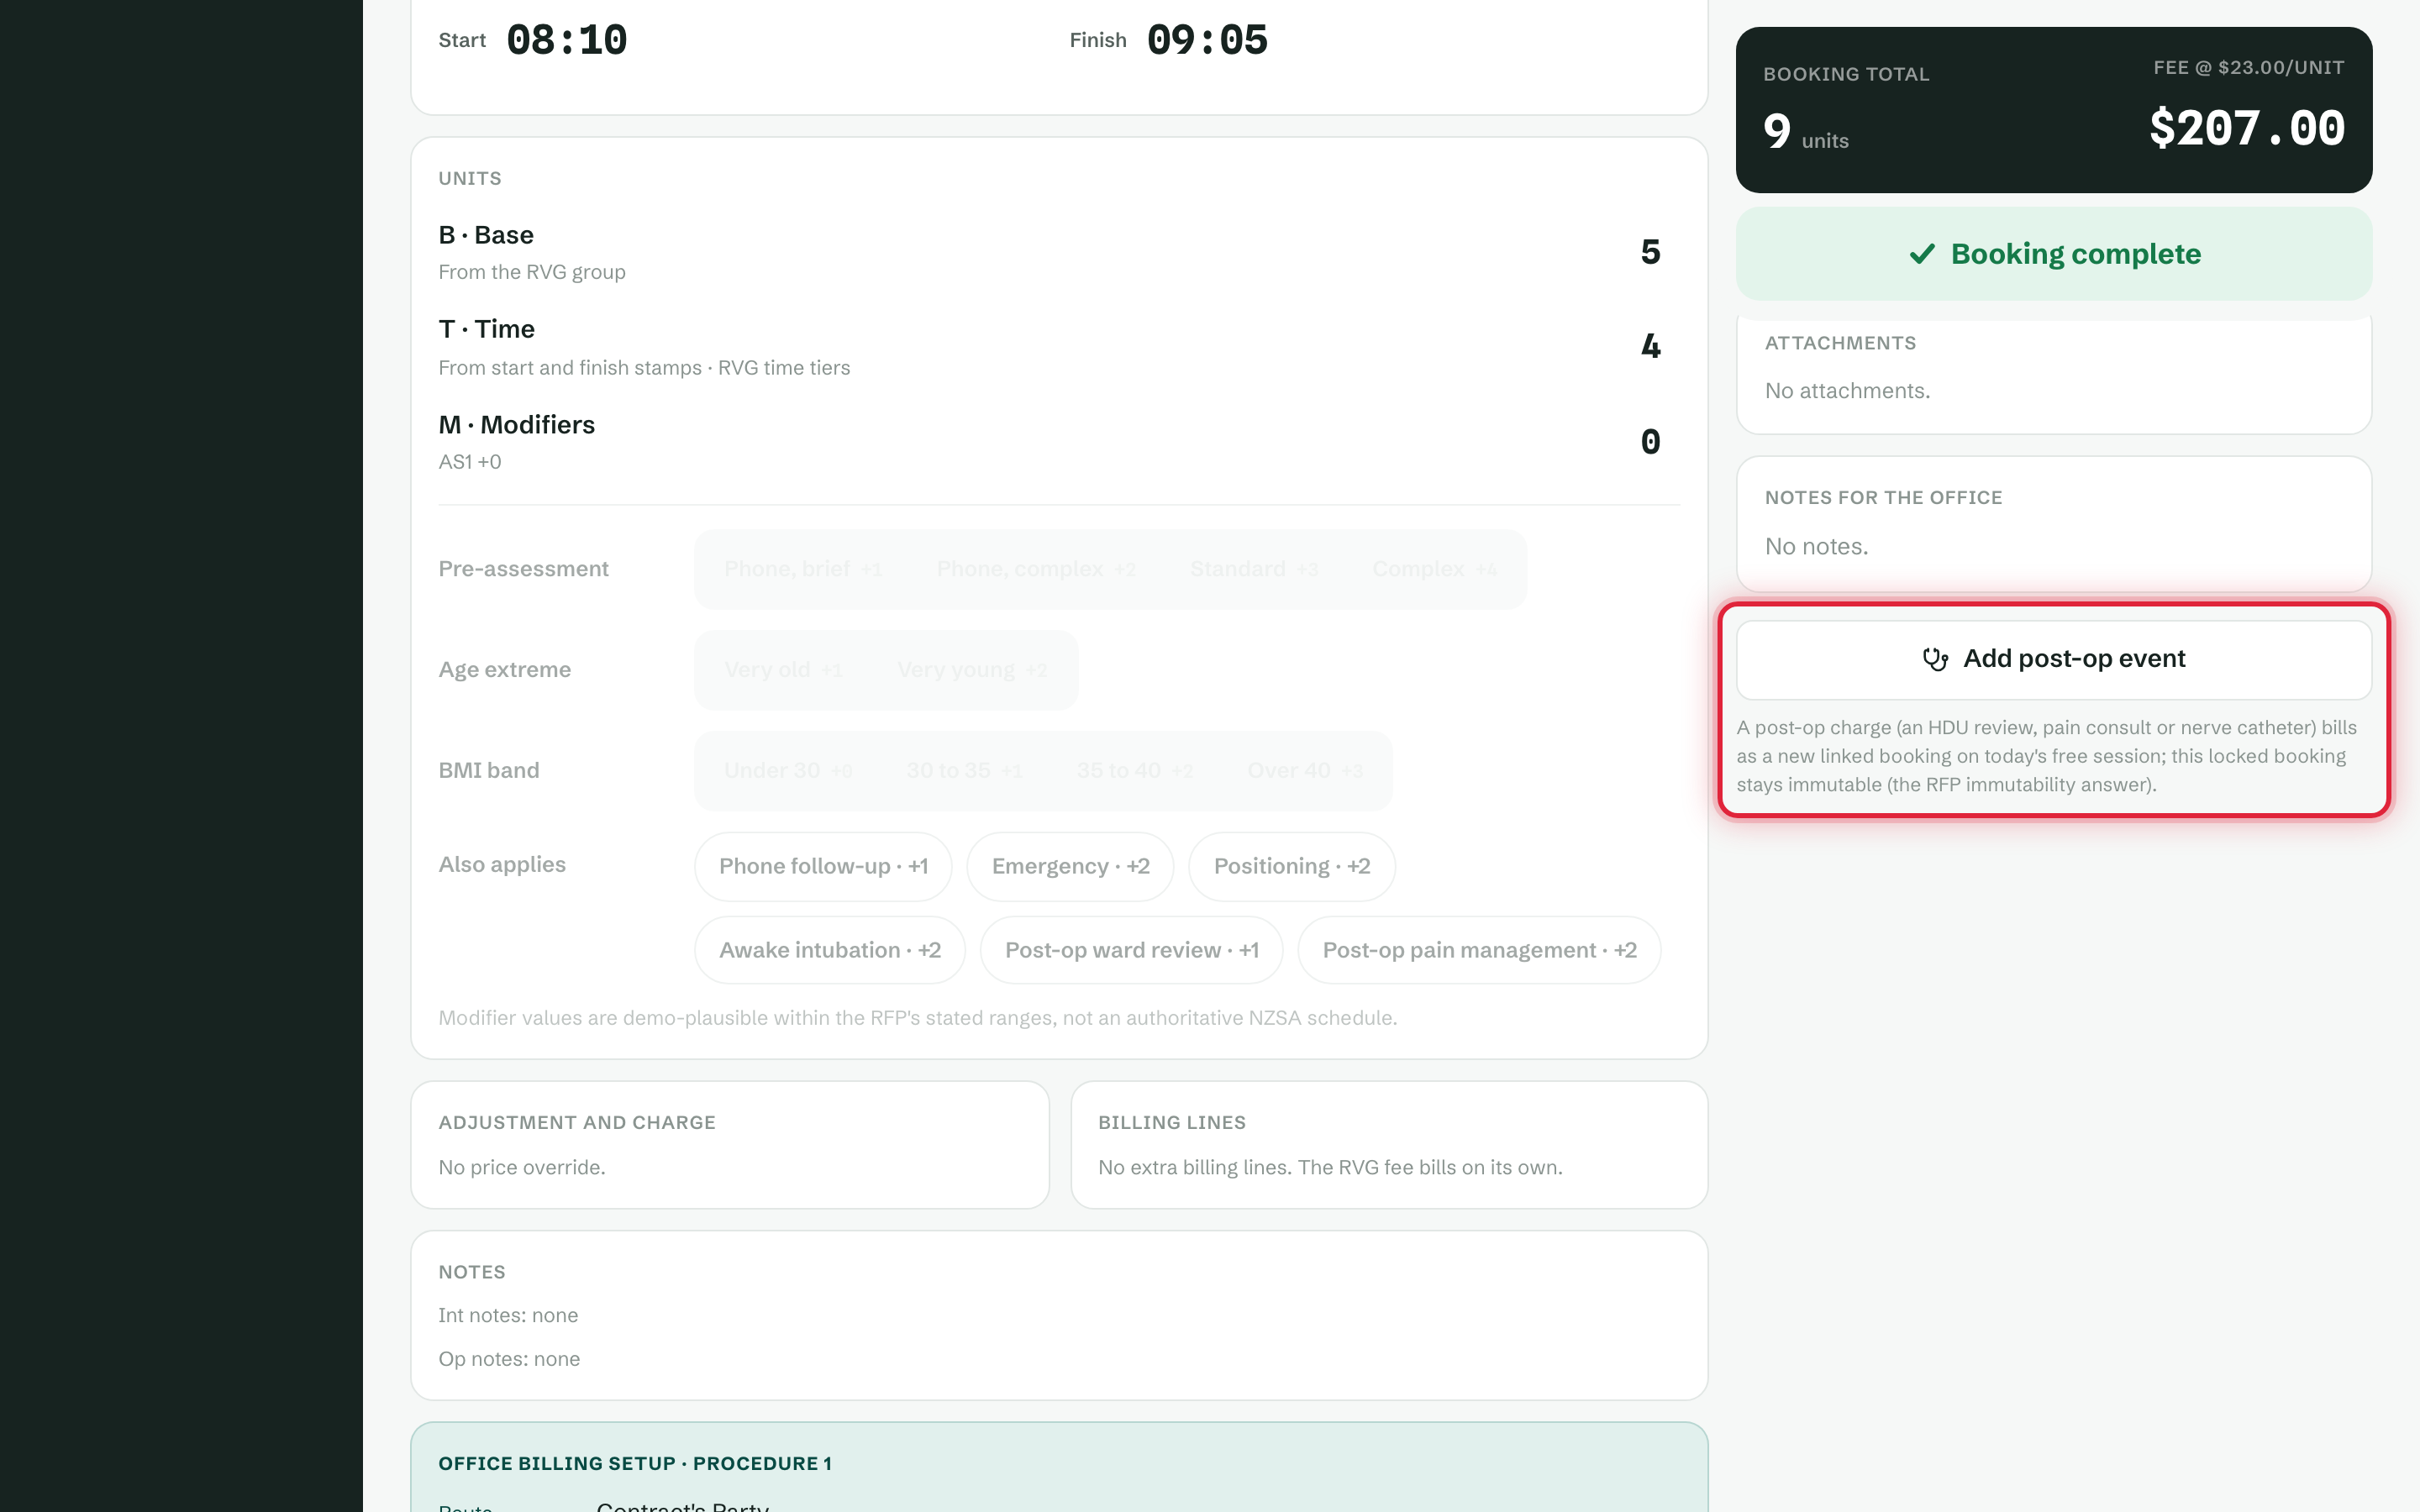 Start 08:10
Finish 09:05
UNITS
B · Base
From the RVG group
5
T · Time
From start and finish stamps · RVG time tiers
4
M · Modifiers
AS1 +0
0
Pre-assessment
Phone, brief +1
Phone, complex +2
Standard +3
Complex +4
Age extreme
Very old +1
Very young +2
BMI band
Under 30 +0
30 to 35 +1
35 to 40 +2
Over 40 +3
Also applies
Phone follow-up · +1
Emergency · +2
Positioning · +2
Awake intubation · +2
Post-op ward review · +1
Post-op pain management · +2
Modifier values are demo-plausible within the RFP's stated ranges, not an authoritative NZSA schedule.
ADJUSTMENT AND CHARGE
No price override.
BILLING LINES
No extra billing lines. The RVG fee bills on its own.
NOTES
Int notes: none
Op notes: none
OFFICE BILLING SETUP · PROCEDURE 1
Route Contract's Party
BOOKING TOTAL
9 units
FEE @ $23.00/UNIT
$207.00
Booking complete
ATTACHMENTS
No attachments.
NOTES FOR THE OFFICE
No notes.
Add post-op event
A post-op charge (an HDU review, pain consult or nerve catheter) bills
as a new linked booking on today's free session; this locked booking
stays immutable (the RFP immutability answer).